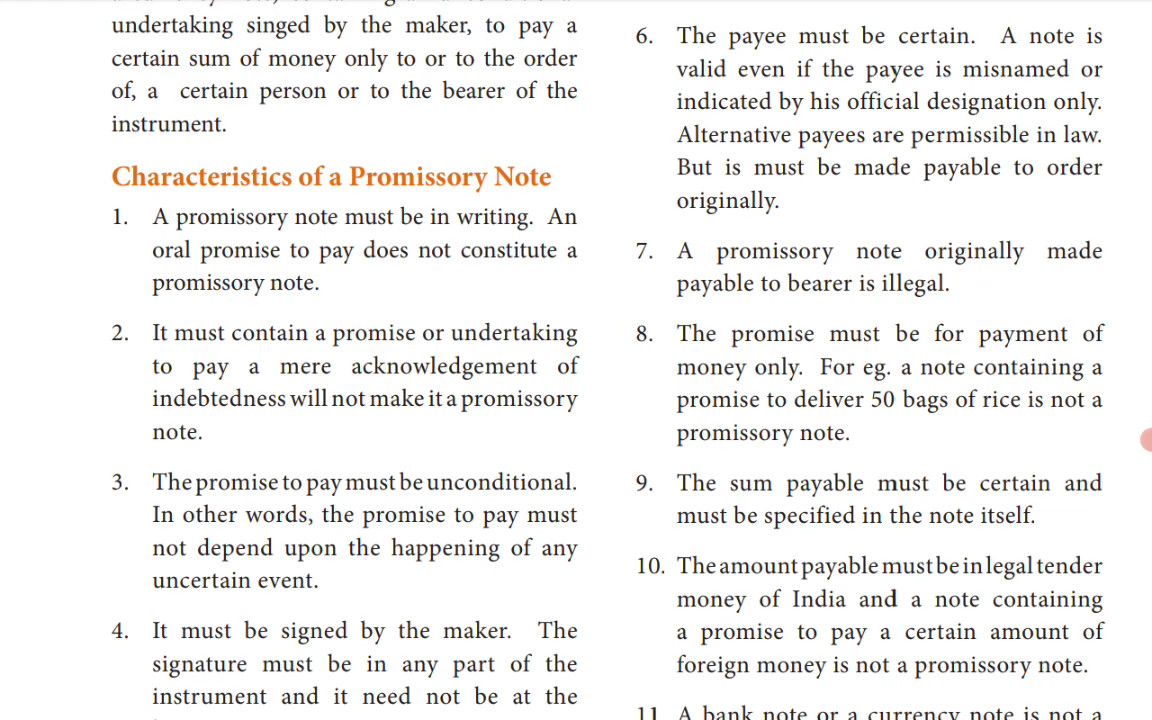 undertaking singed by the maker, to pay a
certain sum of money only to or to the order
of, a certain person or to the bearer of the
instrument.
Characteristics of a Promissory Note
1. A promissory note must be in writing. An
oral promise to pay does not constitute a
promissory note.
2. It must contain a promise or undertaking
to pay a mere acknowledgement of
indebtedness will not make it a promissory
note.
3. The promise to pay must be unconditional.
In other words, the promise to pay must
not depend upon the happening of any
uncertain event.
4. It must be signed by the maker. The
signature must be in any part of the
instrument and it need not be at the
6. The payee must be certain. A note is
valid even if the payee is misnamed or
indicated by his official designation only.
Alternative payees are permissible in law.
But is must be made payable to order
originally.
7. A promissory note originally made
payable to bearer is illegal.
8. The promise must be for payment of
money only. For eg. a note containing a
promise to deliver 50 bags of rice is not a
promissory note.
9. The sum payable must be certain and
must be specified in the note itself.
10. The amount payable must be in legal tender
money of India and a note containing
a promise to pay a certain amount of
foreign money is not a promissory note.
11. A bank note or a currency note is not a